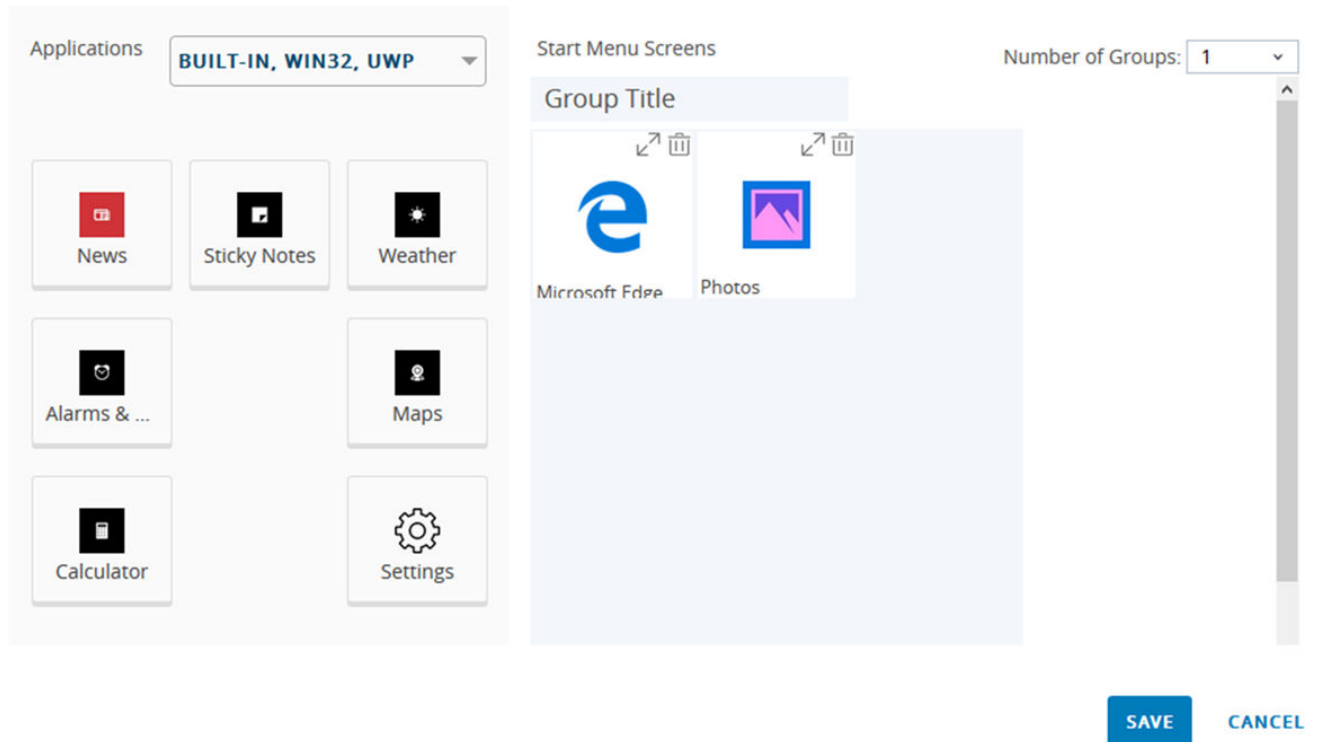 Applications
BUILT-IN, WIN32, UWP
News
Sticky Notes
Weather
Alarms & ...
Maps
Calculator
Settings
Start Menu Screens
Number of Groups: 1
Group Title
Microsoft Edge
Photos
SAVE
CANCEL